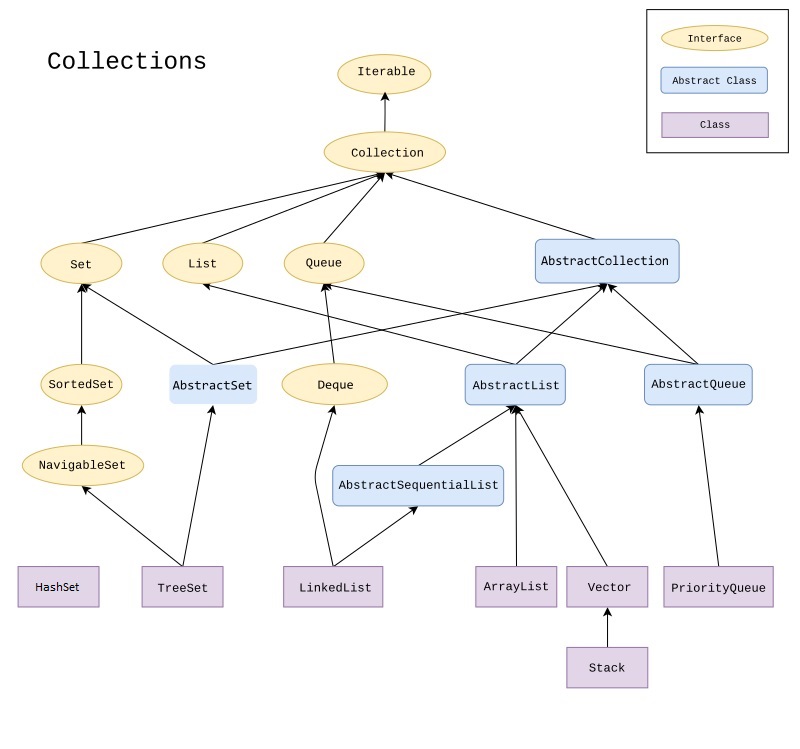 Collections
Interface
Abstract Class
Class
Iterable
Collection
Set
List
Queue
AbstractCollection
SortedSet
AbstractSet
Deque
AbstractList
AbstractQueue
NavigableSet
AbstractSequentialList
HashSet
TreeSet
LinkedList
ArrayList
Vector
PriorityQueue
Stack